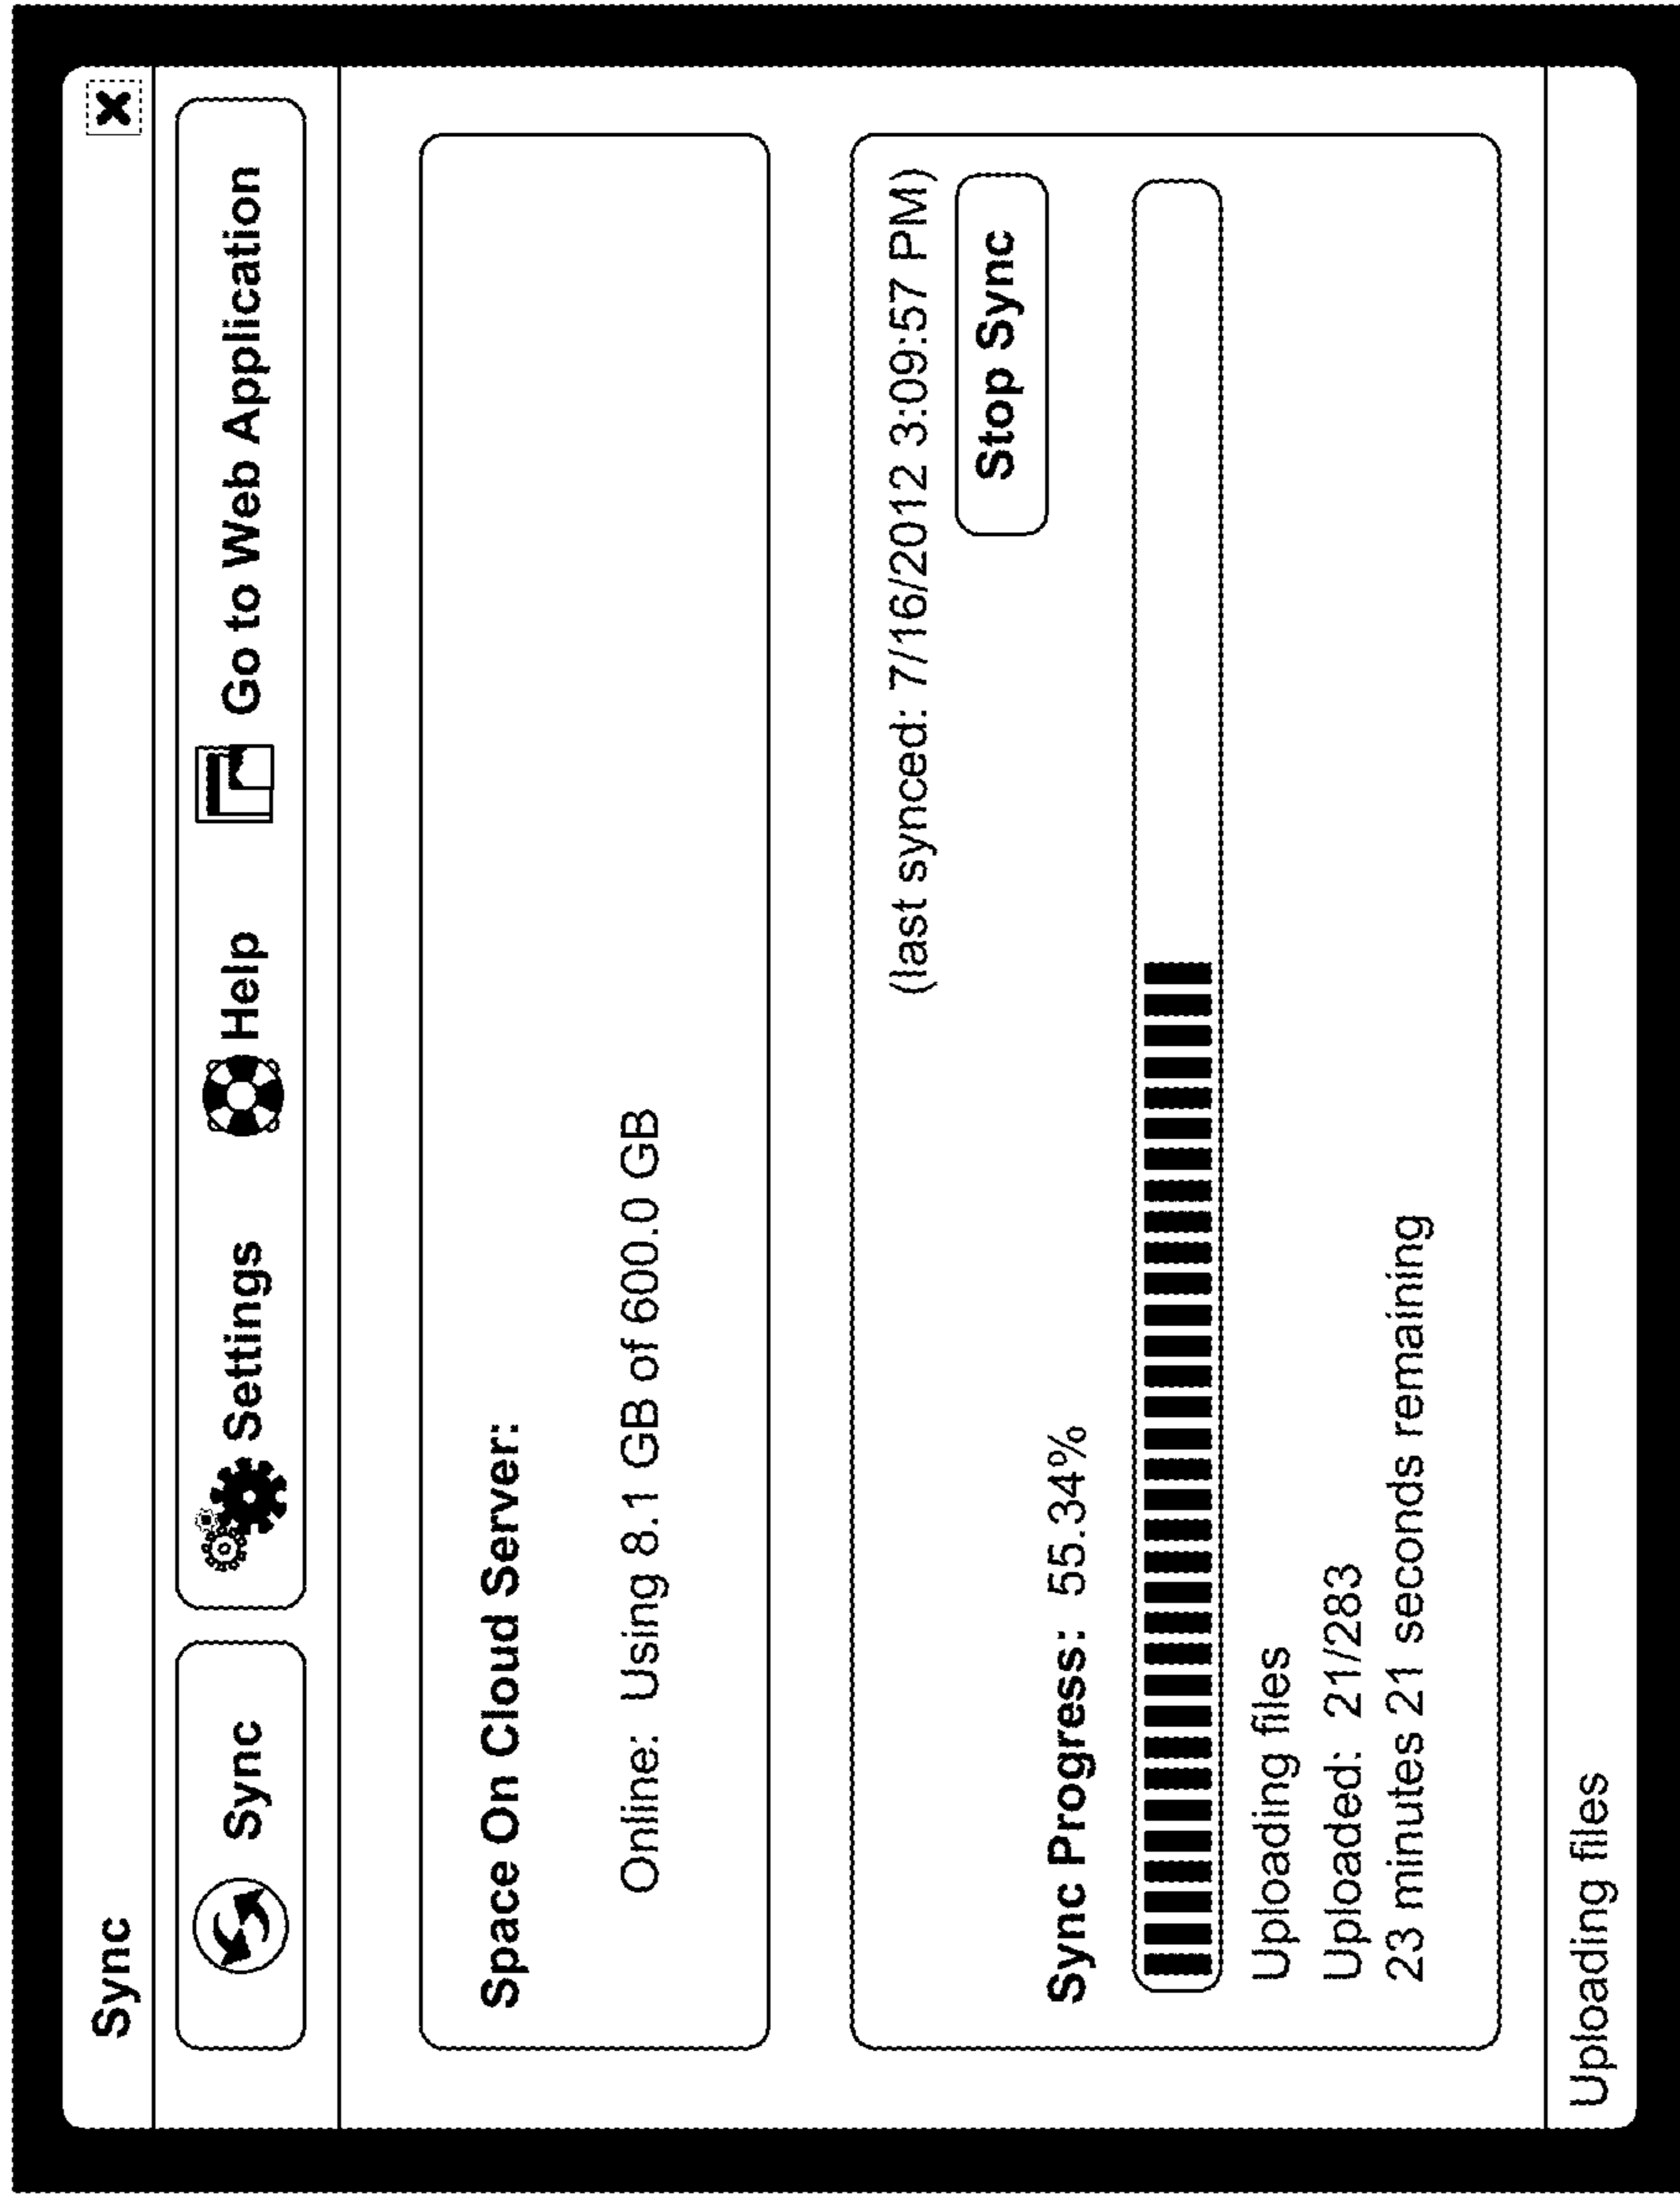 Sync
Sync Settings Help Go to Web Application
Space On Cloud Server:
Online: Using 8.1 GB of 600.0 GB
(last synced: 7/16/2012 3:09:57 PM)
Stop Sync
Sync Progress: 55.34%
Uploading files
Uploaded: 21/283
23 minutes 21 seconds remaining
Uploading files